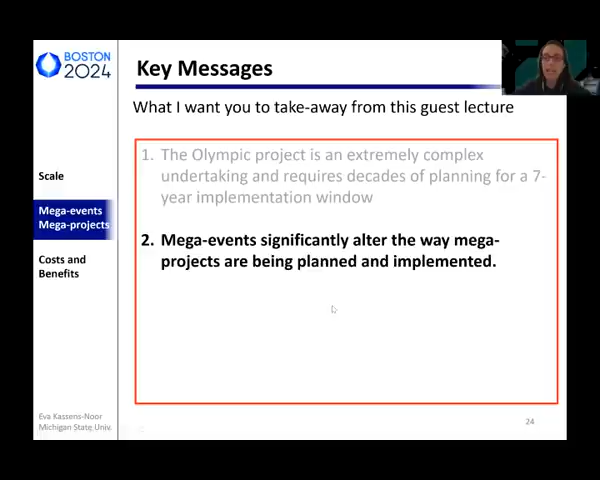 BOSTON
2024
Key Messages
What I want you to take-away from this guest lecture
1. The Olympic project is an extremely complex
undertaking and requires decades of planning for a 7-
year implementation window
2. Mega-events significantly alter the way mega-
projects are being planned and implemented.
Scale
Mega-events
Mega-projects
Costs and
Benefits
Eva Kassens-Noor
Michigan State Univ.
24